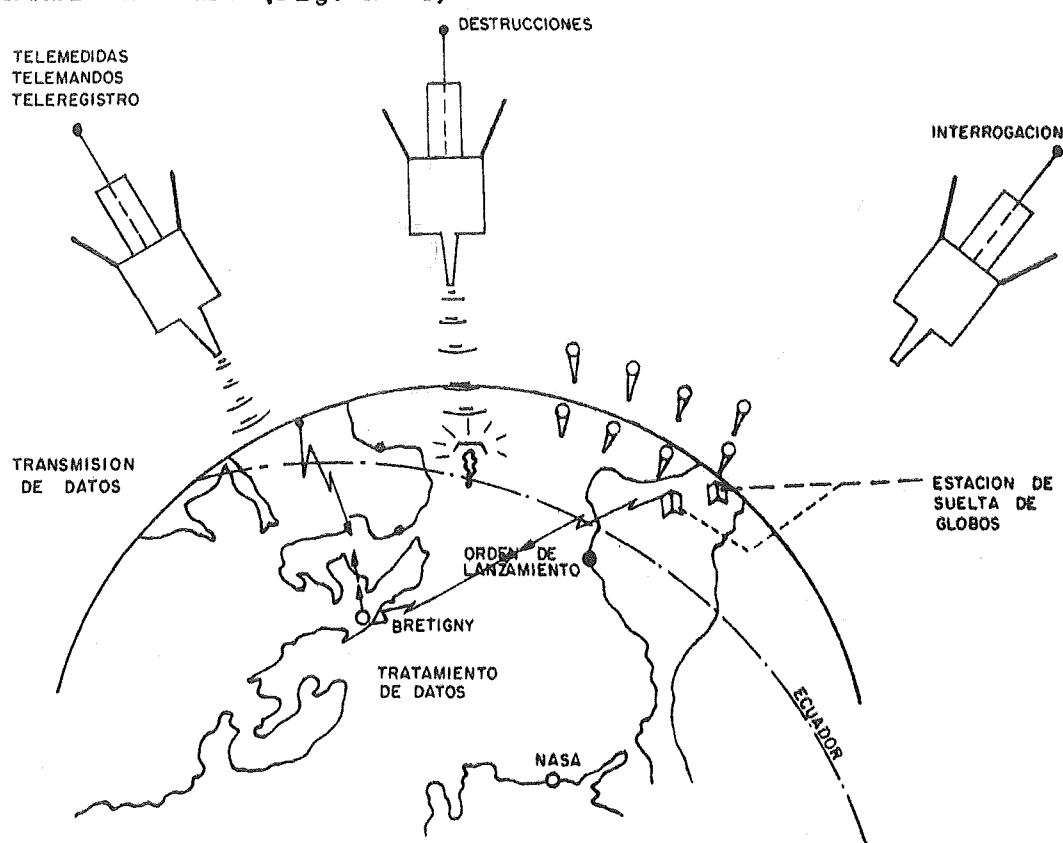 DESTRUCCIONES
TELEMEDIDAS
TELEMANDOS
TELEREGISTRO
INTERROGACION
TRANSMISION
DE DATOS
ESTACION DE
SUELTA DE
GLOBOS
ORDEN DE
LANZAMIENTO
BRETIGNY
TRATAMIENTO
DE DATOS
ECUADOR
NASA